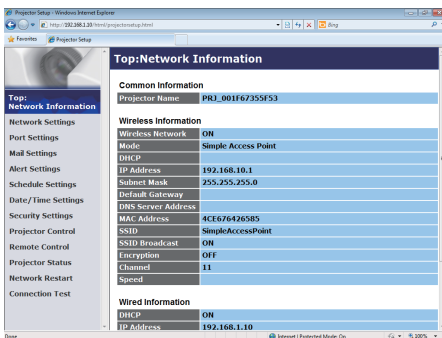 Projector Setup - Windows Internet Explorer
http://192.168.1.10/html/projectorsetup.html
Bing
Favorites Projector Setup
Top:Network Information
Common Information
Projector Name PRJ_001F67355F53
Wireless Information
Wireless Network ON
Mode Simple Access Point
DHCP
IP Address 192.168.10.1
Subnet Mask 255.255.255.0
Default Gateway
DNS Server Address
MAC Address 4CE676426585
SSID SimpleAccessPoint
SSID Broadcast ON
Encryption OFF
Channel 11
Speed
Wired Information
DHCP ON
IP Address 192.168.1.10
Top:
Network Information
Network Settings
Port Settings
Mail Settings
Alert Settings
Schedule Settings
Date/Time Settings
Security Settings
Projector Control
Remote Control
Projector Status
Network Restart
Connection Test
Done
Internet | Protected Mode: On
100%